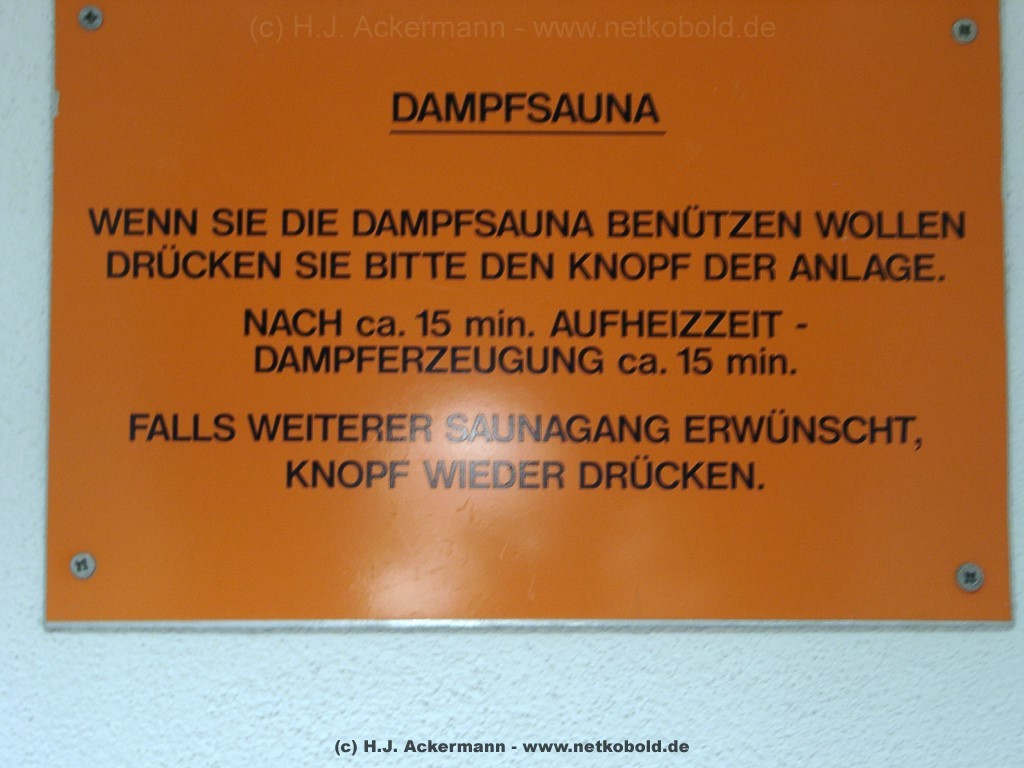 (c) H.J. Ackermann - www.netkobold.de
DAMPFSAUNA
WENN SIE DIE DAMPFSAUNA BENÜTZEN WOLLEN
DRÜCKEN SIE BITTE DEN KNOPF DER ANLAGE.
NACH ca. 15 min. AUFHEIZZEIT -
DAMPFERZEUGUNG ca. 15 min.
FALLS WEITERER SAUNAGANG ERWÜNSCHT,
KNOPF WIEDER DRÜCKEN.
(c) H.J. Ackermann - www.netkobold.de